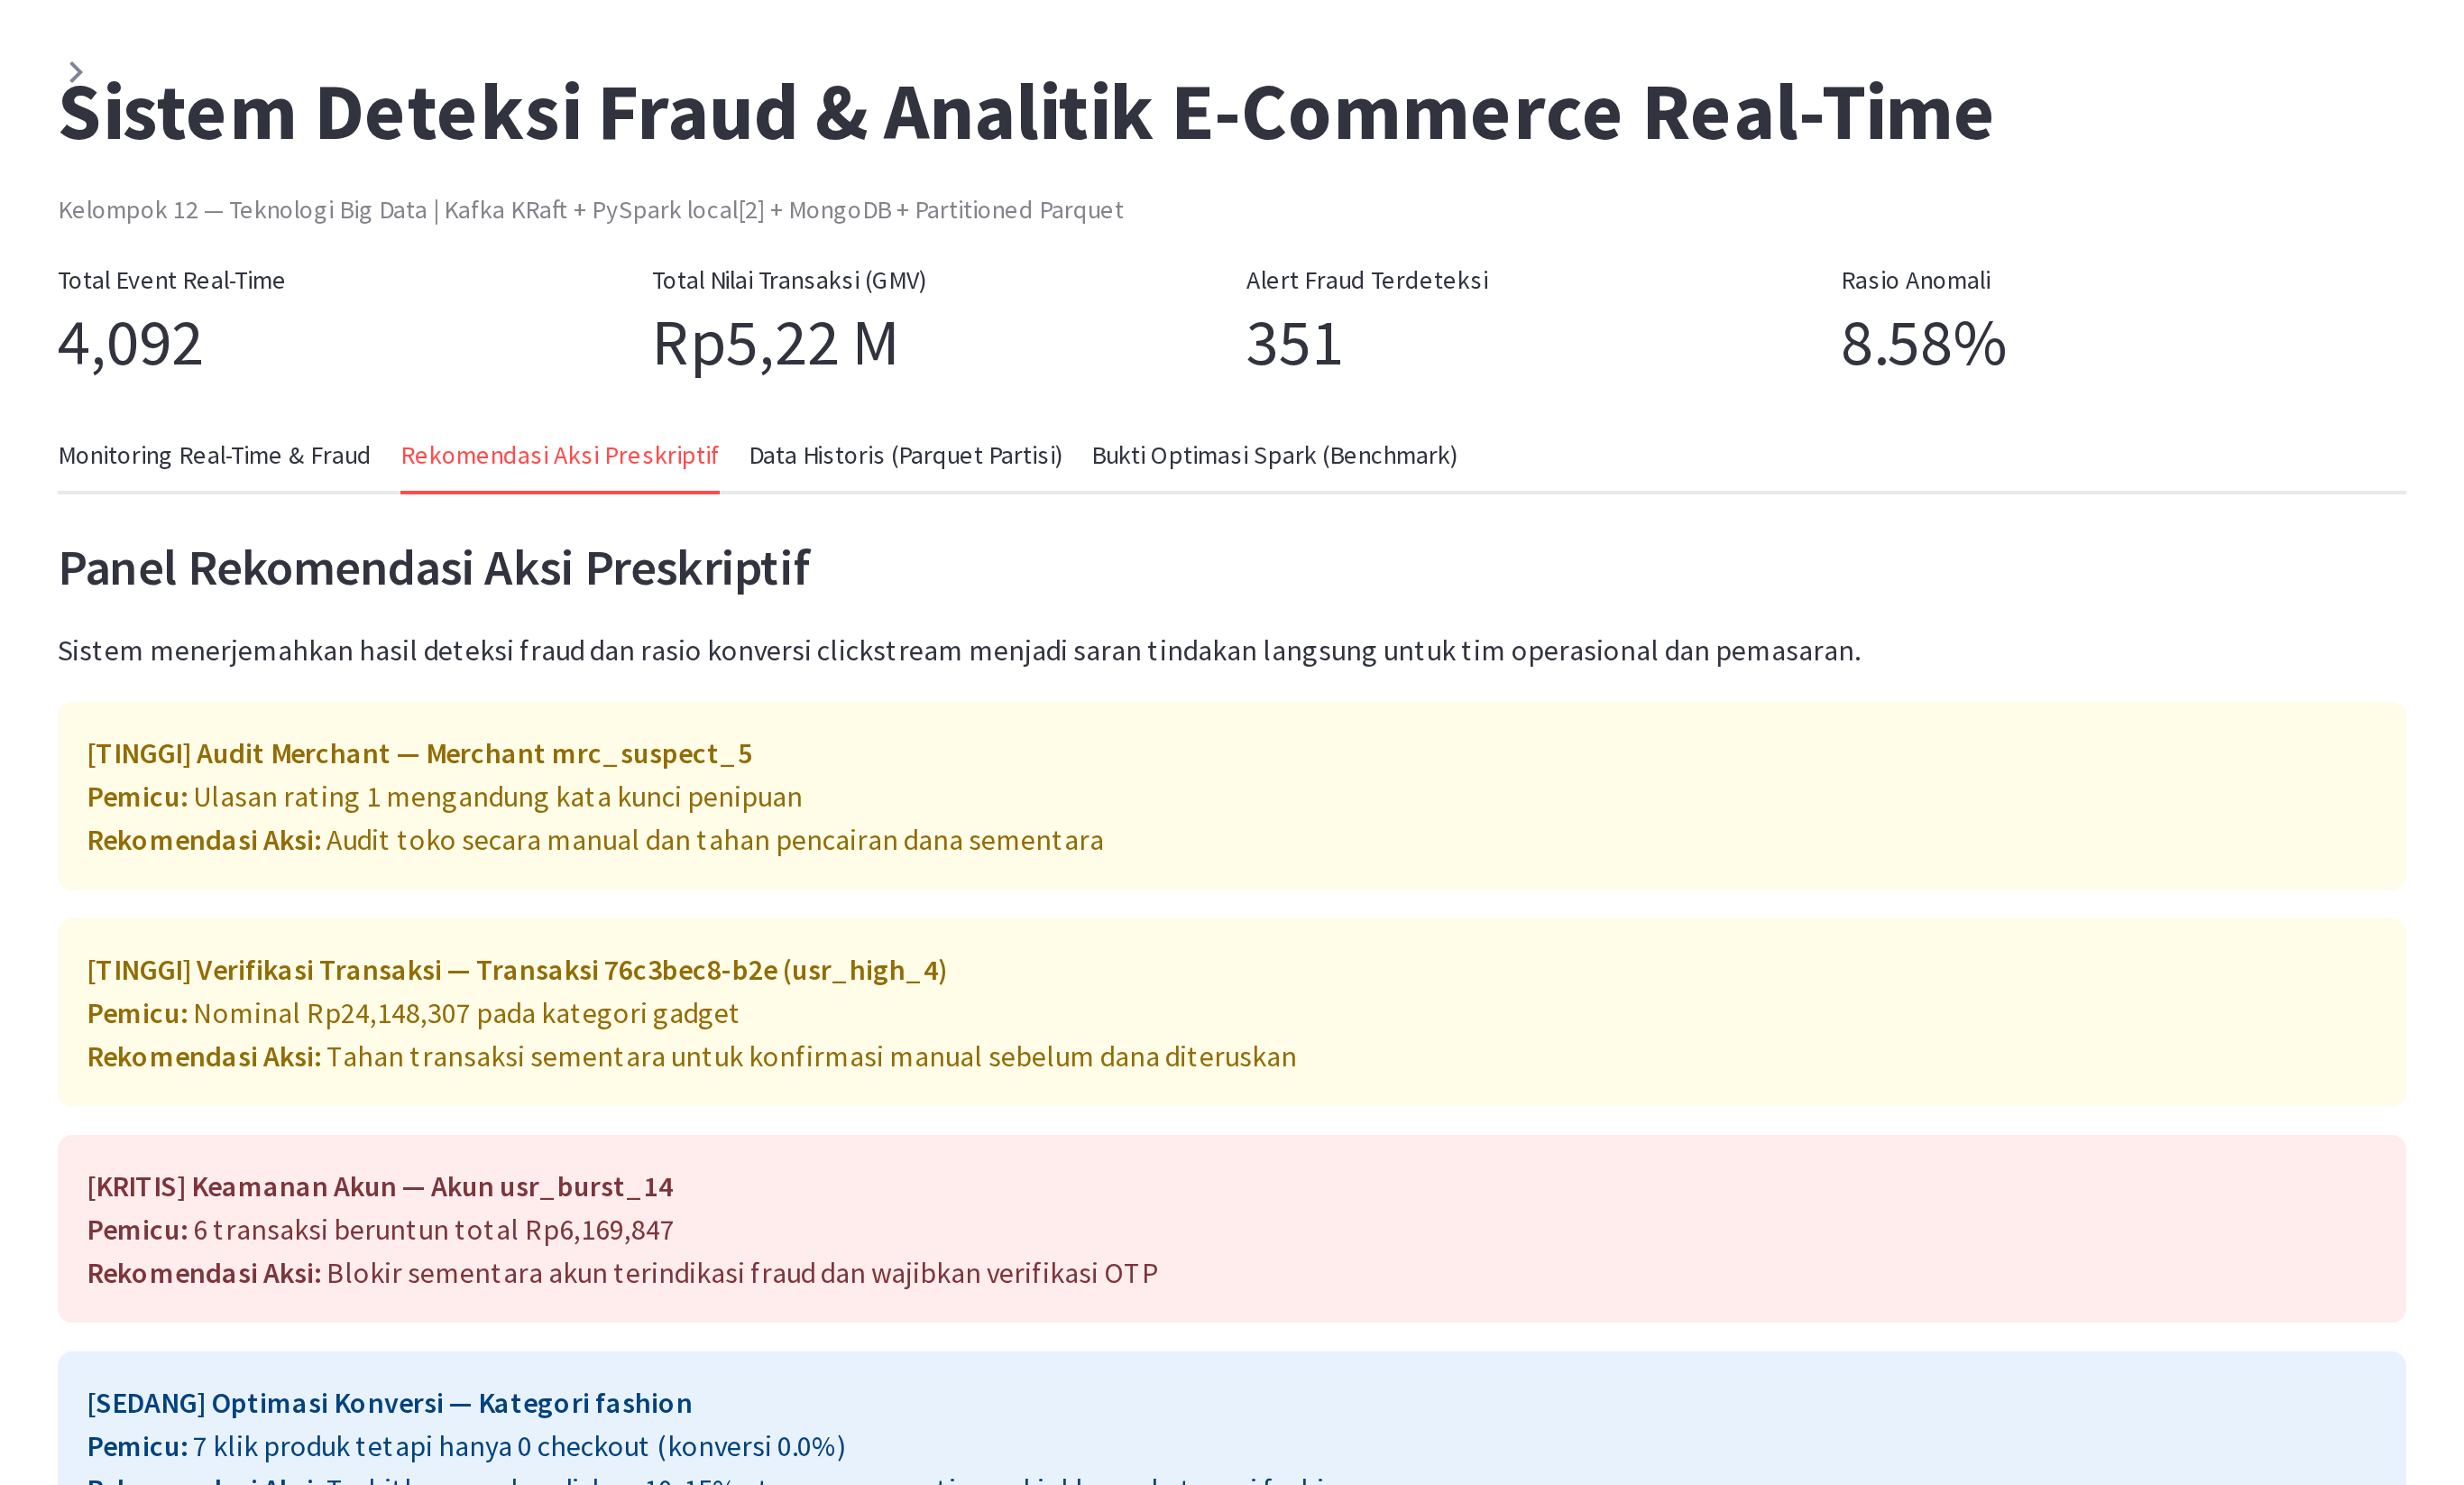 Sistem Deteksi Fraud & Analitik E-Commerce Real-Time
Kelompok 12 — Teknologi Big Data | Kafka KRaft + PySpark local[2] + MongoDB + Partitioned Parquet
Total Event Real-Time
4,092
Total Nilai Transaksi (GMV)
Rp5,22 M
Alert Fraud Terdeteksi
351
Rasio Anomali
8.58%
Monitoring Real-Time & Fraud
Rekomendasi Aksi Preskriptif
Data Historis (Parquet Partisi)
Bukti Optimasi Spark (Benchmark)
Panel Rekomendasi Aksi Preskriptif
Sistem menerjemahkan hasil deteksi fraud dan rasio konversi clickstream menjadi saran tindakan langsung untuk tim operasional dan pemasaran.
[TINGGI] Audit Merchant — Merchant mrc_suspect_5
Pemicu: Ulasan rating 1 mengandung kata kunci penipuan
Rekomendasi Aksi: Audit toko secara manual dan tahan pencairan dana sementara
[TINGGI] Verifikasi Transaksi — Transaksi 76c3bec8-b2e (usr_high_4)
Pemicu: Nominal Rp24,148,307 pada kategori gadget
Rekomendasi Aksi: Tahan transaksi sementara untuk konfirmasi manual sebelum dana diteruskan
[KRITIS] Keamanan Akun — Akun usr_burst_14
Pemicu: 6 transaksi beruntun total Rp6,169,847
Rekomendasi Aksi: Blokir sementara akun terindikasi fraud dan wajibkan verifikasi OTP
[SEDANG] Optimasi Konversi — Kategori fashion
Pemicu: 7 klik produk tetapi hanya 0 checkout (konversi 0.0%)